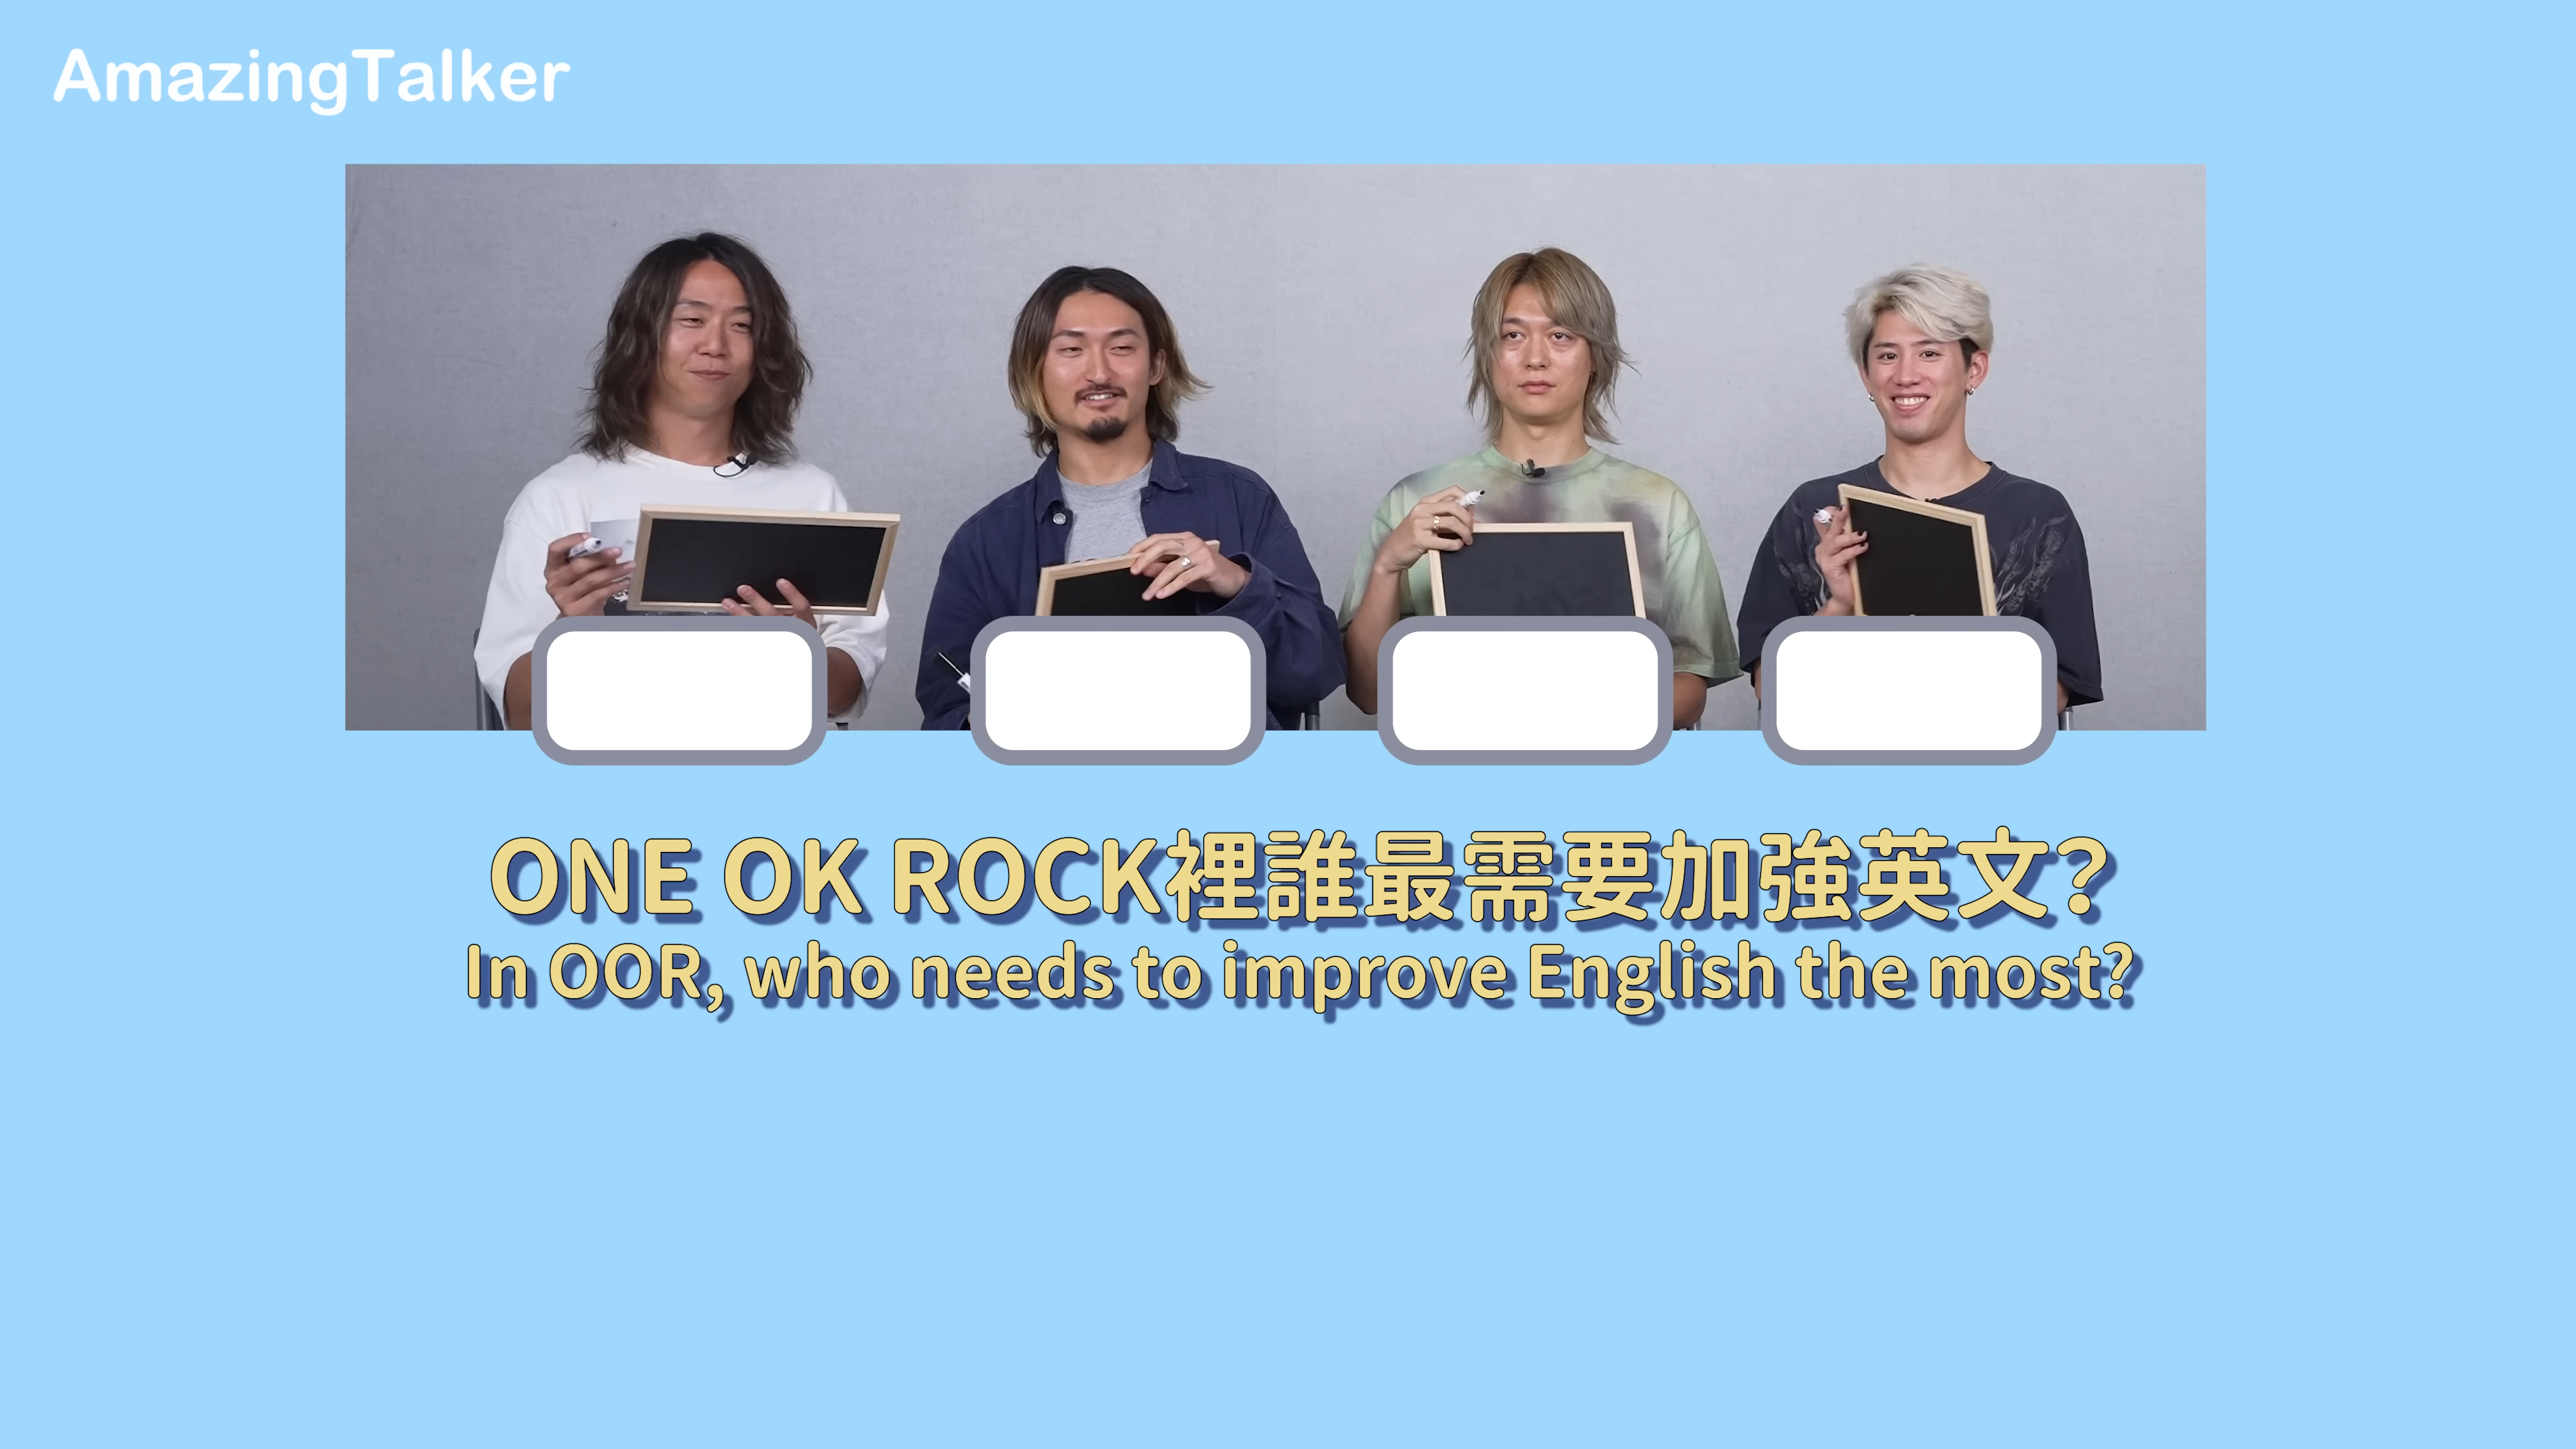 AmazingTalker
ONE OK ROCK裡誰最需要加強英文?
In OOR, who needs to improve English the most?